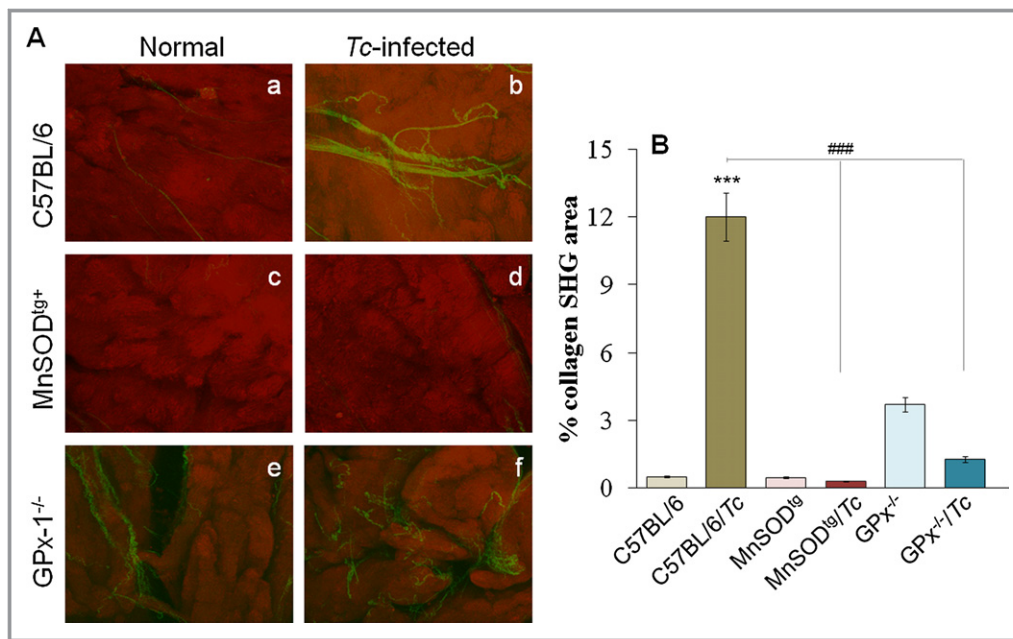 A
Normal
Tc-infected
C57BL/6
a
b
MnSODtg+
c
d
GPx-1-/-
e
f
B
% collagen SHG area
15
12
9
6
3
0
***
###
C57BL/6
C57BL/6/Tc
MnSODtg
MnSODtg/Tc
GPx-/-
GPx-/-/Tc